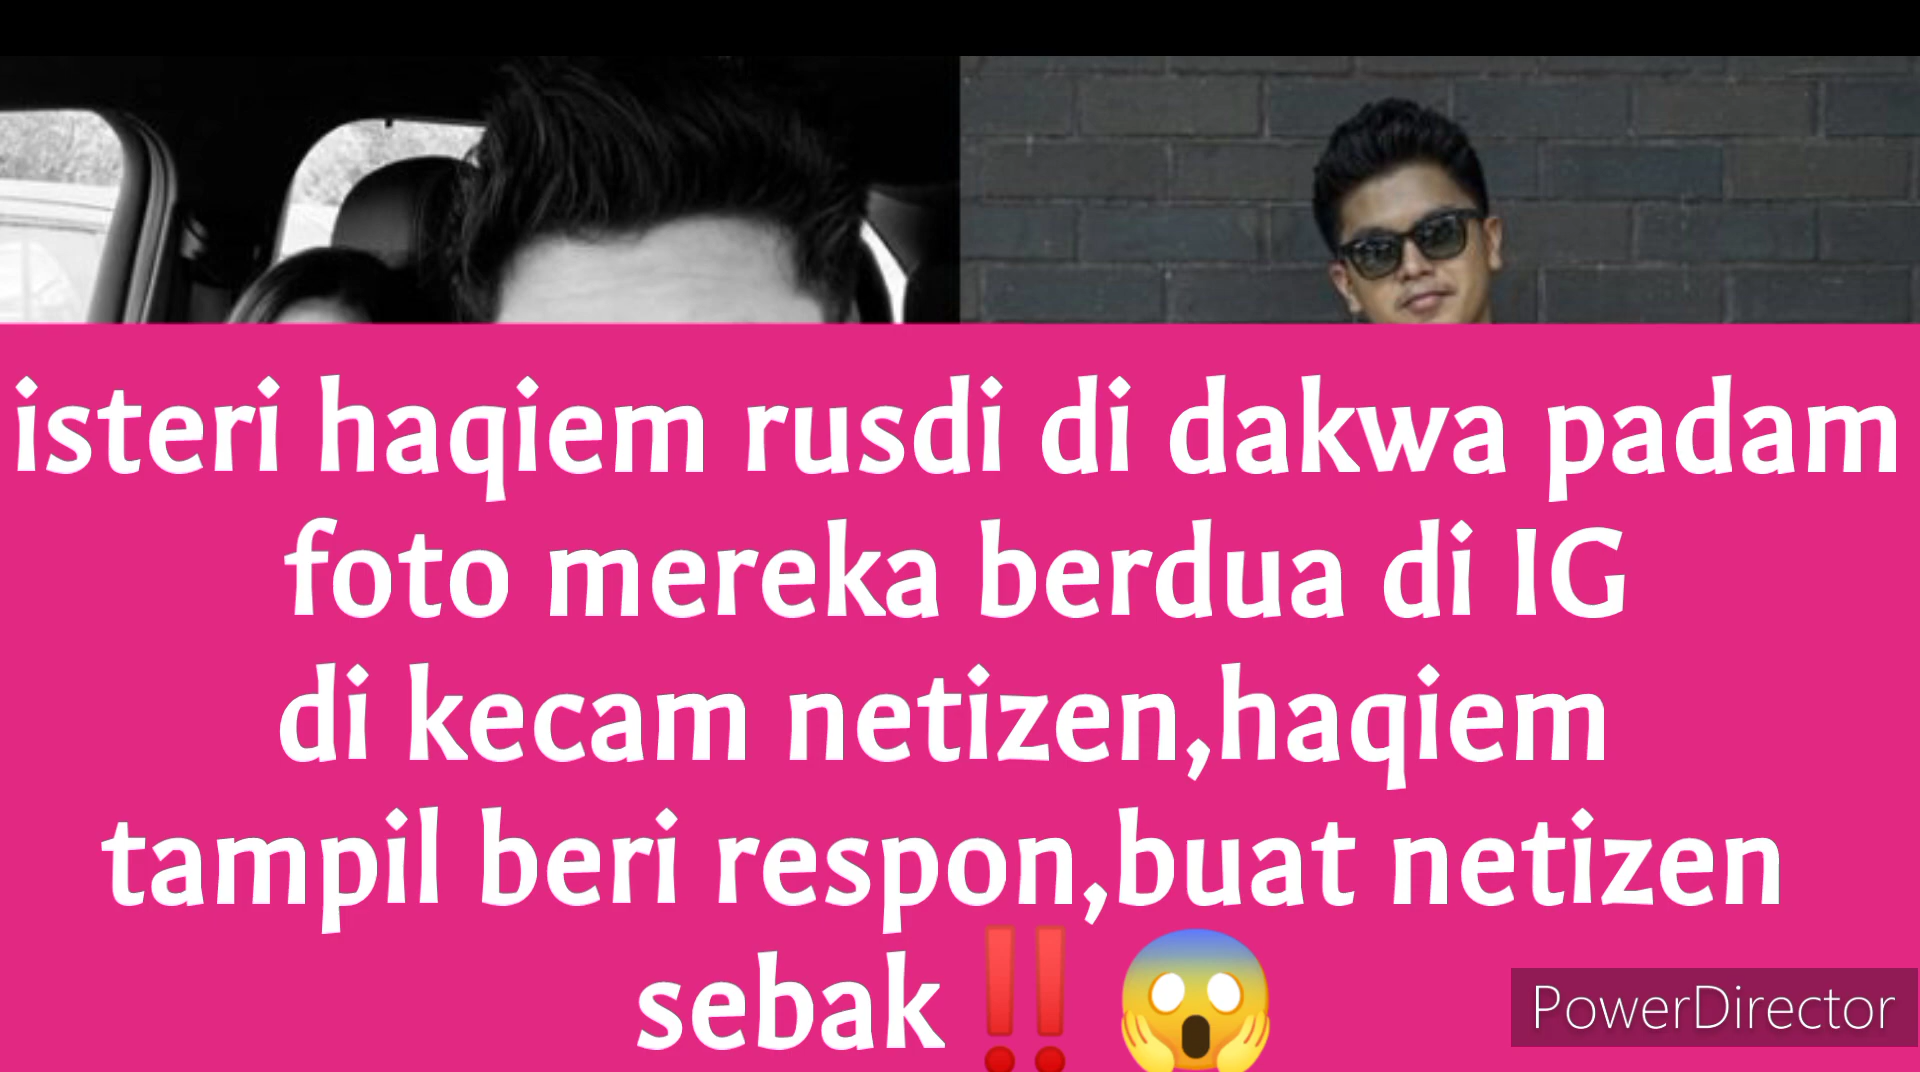 isteri haqiem rusdi di dakwa padam
foto mereka berdua di IG
di kecam netizen,haqiem
tampil beri respon,buat netizen
sebak‼️😱
PowerDirector